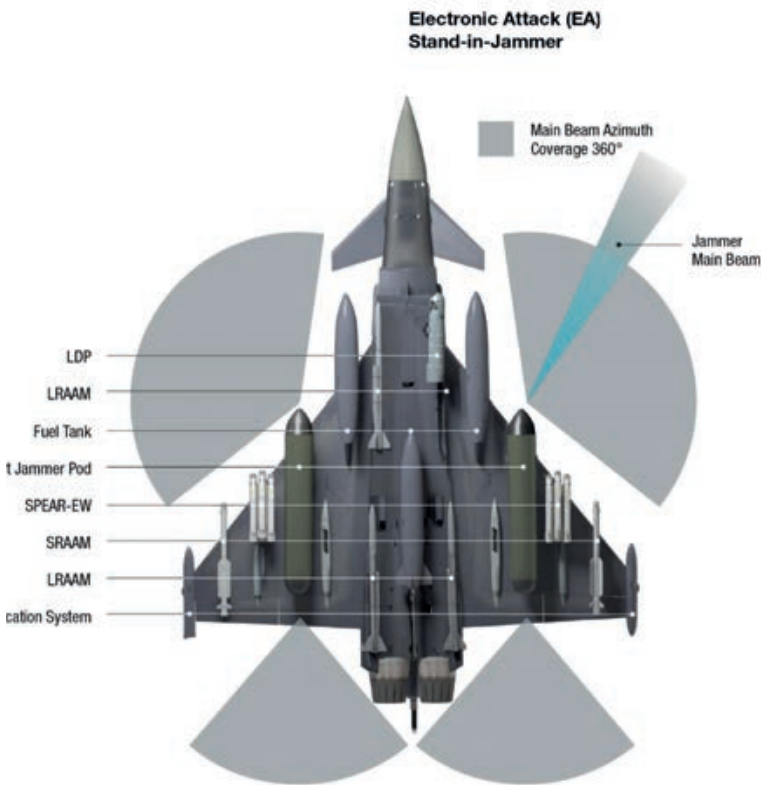 Electronic Attack (EA)
Stand-in-Jammer
Main Beam Azimuth
Coverage 360°
Jammer
Main Beam
LDP
LRAAM
Fuel Tank
t Jammer Pod
SPEAR-EW
SRAAM
LRAAM
cation System